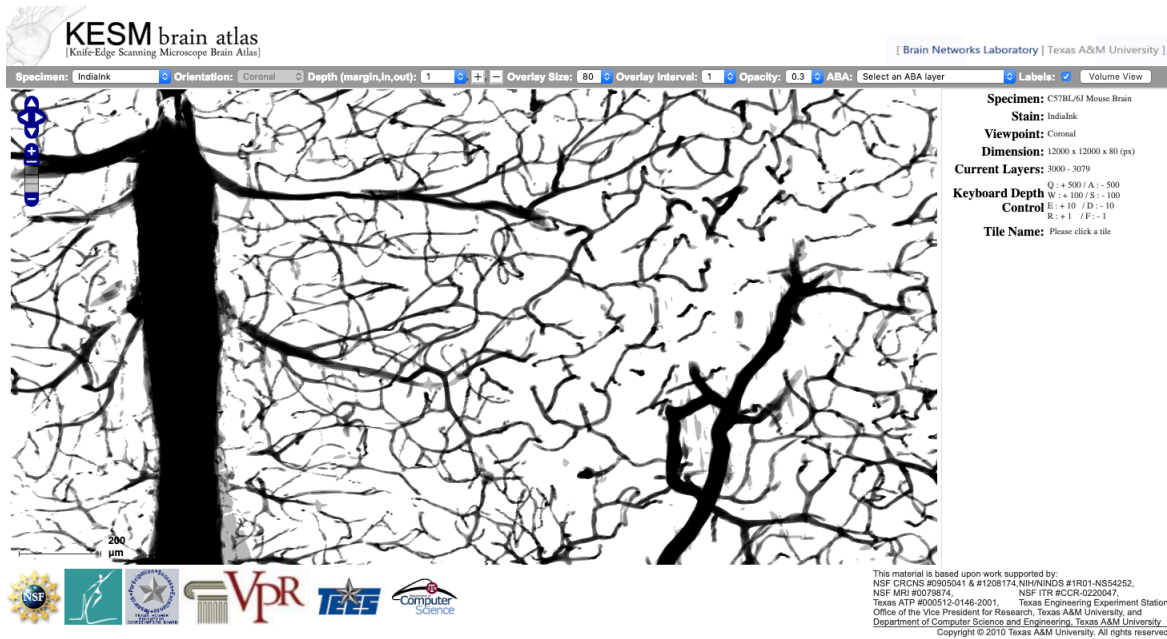 KESM brain atlas
[Knife-Edge Scanning Microscope Brain Atlas]
[ Brain Networks Laboratory | Texas A&M University ]
Specimen: IndiaInk Orientation: Coronal Depth (margin,in,out): 1 + - Overlay Size: 80 Overlay Interval: 1 Opacity: 0.3 ABA: Select an ABA layer Labels: Volume View
Specimen: C57BL/6J Mouse Brain
Stain: IndiaInk
Viewpoint: Coronal
Dimension: 12000 x 12000 x 80 (px)
Current Layers: 3000 - 3079
Keyboard Depth Control
Q : + 500 / A : - 500
W : + 100 / S : - 100
E : + 10 / D : - 10
R : + 1 / F : - 1
Tile Name: Please click a tile
200
μm
NSF
VPR
TEES
Computer
Science
This material is based upon work supported by:
NSF CRCNS #0905041 & #1208174,NIH/NINDS #1R01-NS54252,
NSF MRI #0079874, NSF ITR #CCR-0220047,
Texas ATP #000512-0146-2001, Texas Engineering Experiment Station
Office of the Vice President for Research, Texas A&M University, and
Department of Computer Science and Engineering, Texas A&M University
Copyright © 2010 Texas A&M University. All rights reserved